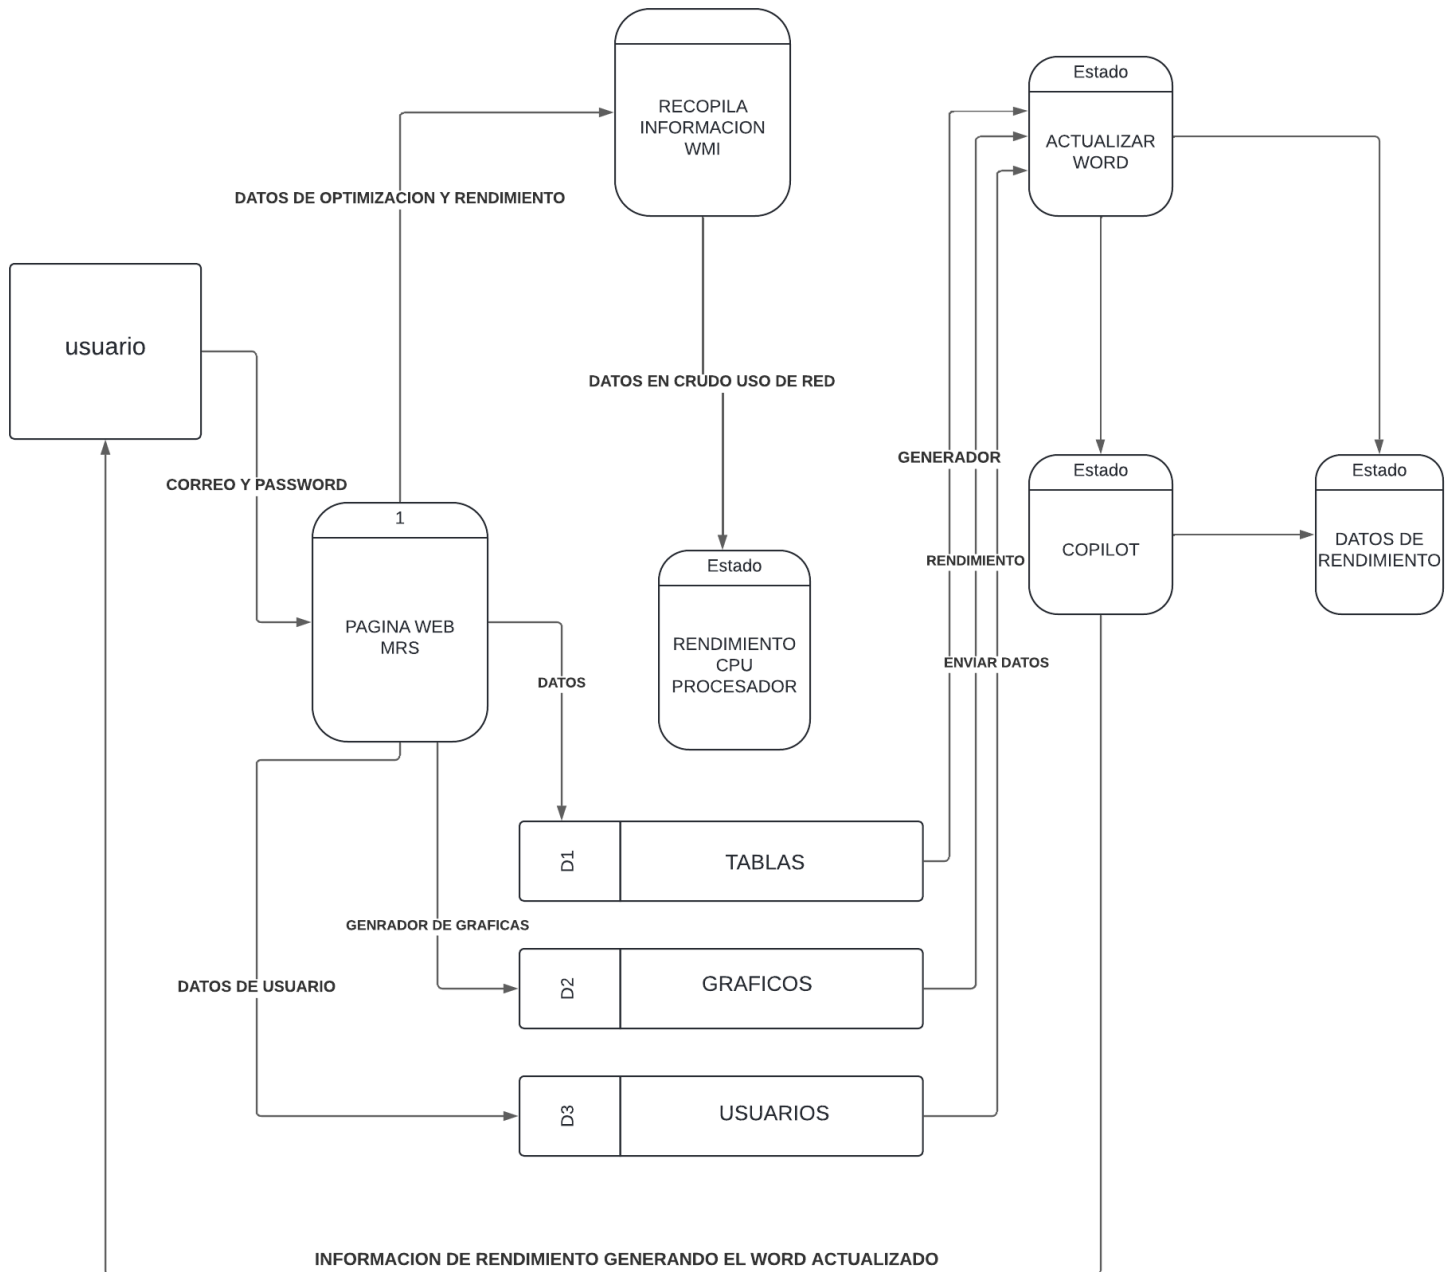 RECOPILA
INFORMACION
WMI
Estado
ACTUALIZAR
WORD
DATOS DE OPTIMIZACION Y RENDIMIENTO
usuario
DATOS EN CRUDO USO DE RED
CORREO Y PASSWORD
GENERADOR
Estado
COPILOT
Estado
DATOS DE
RENDIMIENTO
1
PAGINA WEB
MRS
Estado
RENDIMIENTO
CPU
PROCESADOR
RENDIMIENTO
ENVIAR DATOS
DATOS
D1
TABLAS
GENRADOR DE GRAFICAS
D2
GRAFICOS
DATOS DE USUARIO
D3
USUARIOS
INFORMACION DE RENDIMIENTO GENERANDO EL WORD ACTUALIZADO